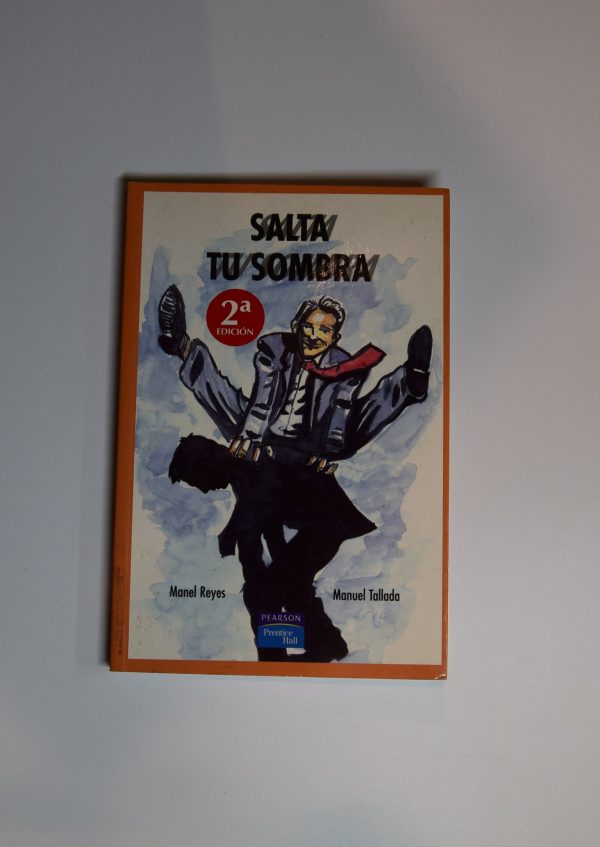 SALTA
TU SOMBRA
2ª
EDICIÓN
Manel Reyes
Manuel Tallada
PEARSON
Prentice
Hall